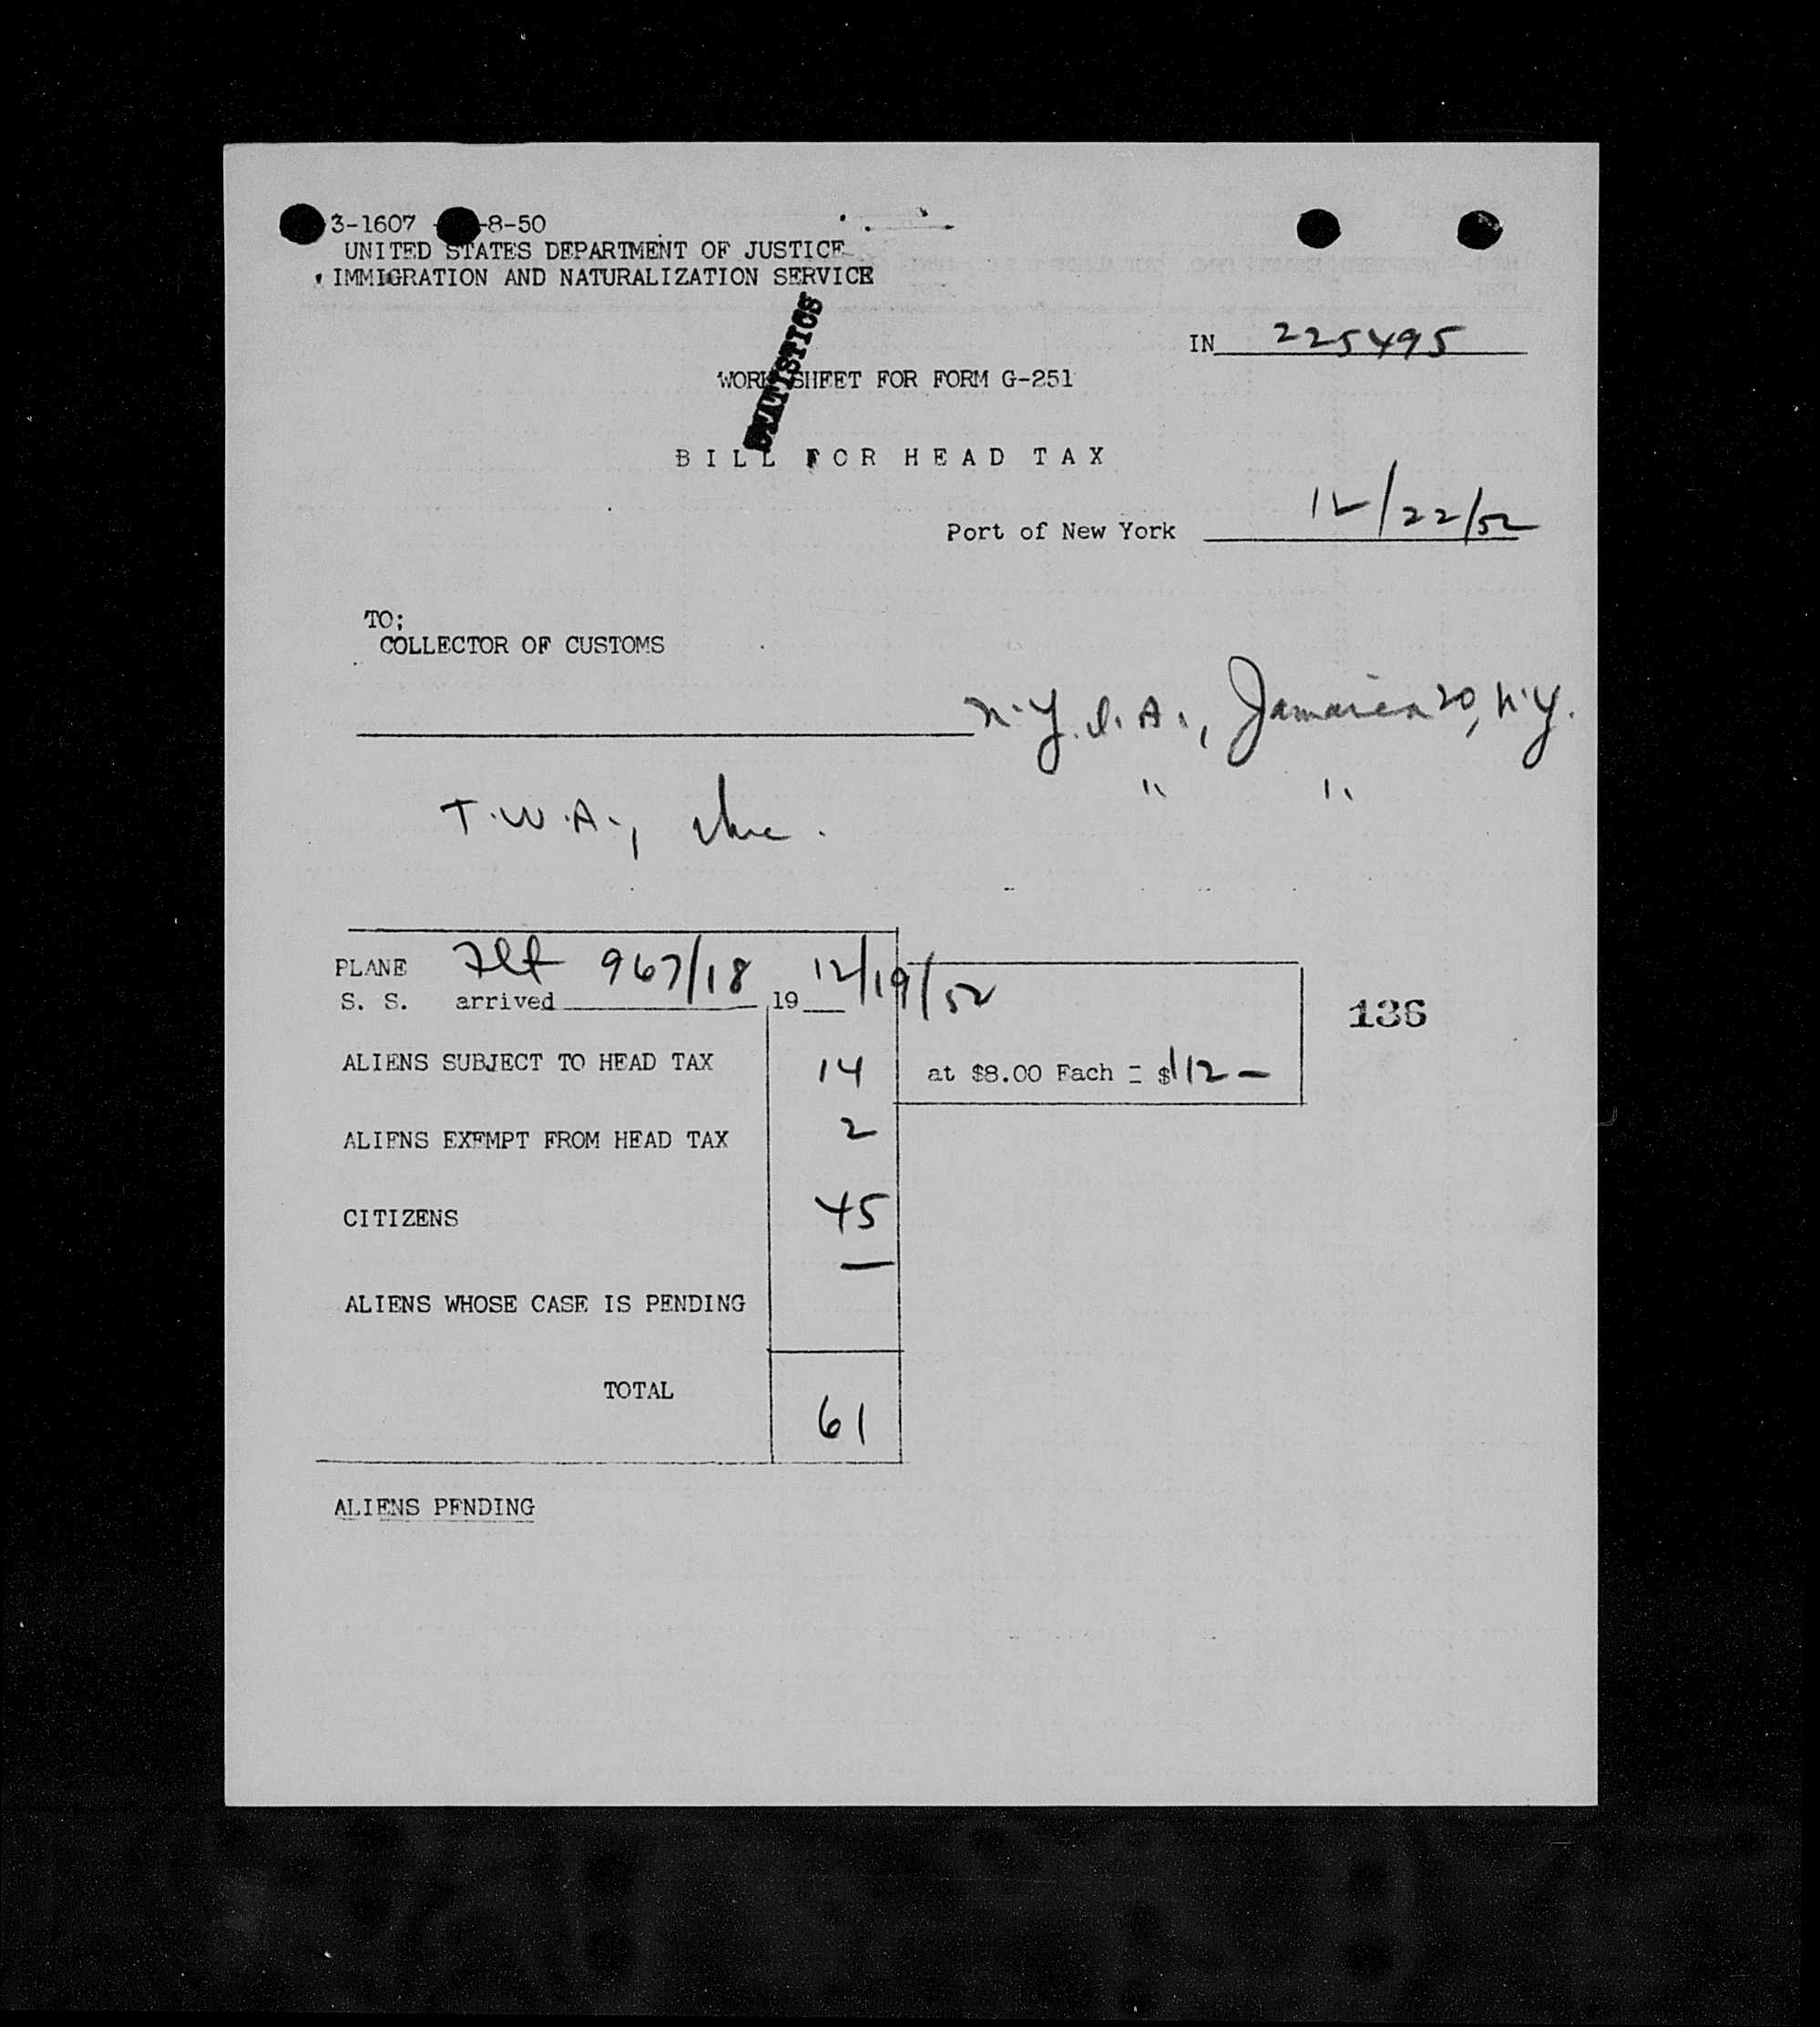 3-1607 -8-50
UNITED STATES DEPARTMENT OF JUSTICE
IMMIGRATION AND NATURALIZATION SERVICE
STATISTICS
IN 225495
WORK SHEET FOR FORM G-251
BILL FOR HEAD TAX
Port of New York 12/22/52
TO;
COLLECTOR OF CUSTOMS
N.Y.I.A., Jamaica 20, N.Y.
T.W.A., Inc. " "
PLANE Flt 967/18 12/19/52
S. S. arrived 19
136
ALIENS SUBJECT TO HEAD TAX 14 at $8.00 Each = $112 -
ALIENS EXEMPT FROM HEAD TAX 2
CITIZENS 45
ALIENS WHOSE CASE IS PENDING —
TOTAL 61
ALIENS PENDING